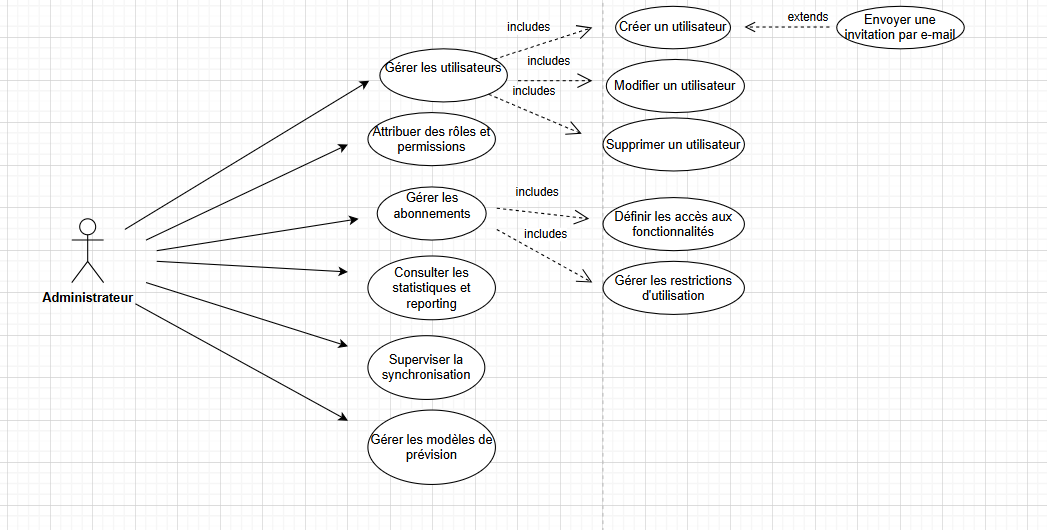 includes
Créer un utilisateur
extends
Envoyer une
invitation par e-mail
Gérer les utilisateurs
includes
Modifier un utilisateur
includes
Supprimer un utilisateur
Attribuer des rôles et
permissions
Gérer les
abonnements
includes
Définir les accès aux
fonctionnalités
includes
Gérer les restrictions
d'utilisation
Consulter les
statistiques et
reporting
Administrateur
Superviser la
synchronisation
Gérer les modèles de
prévision